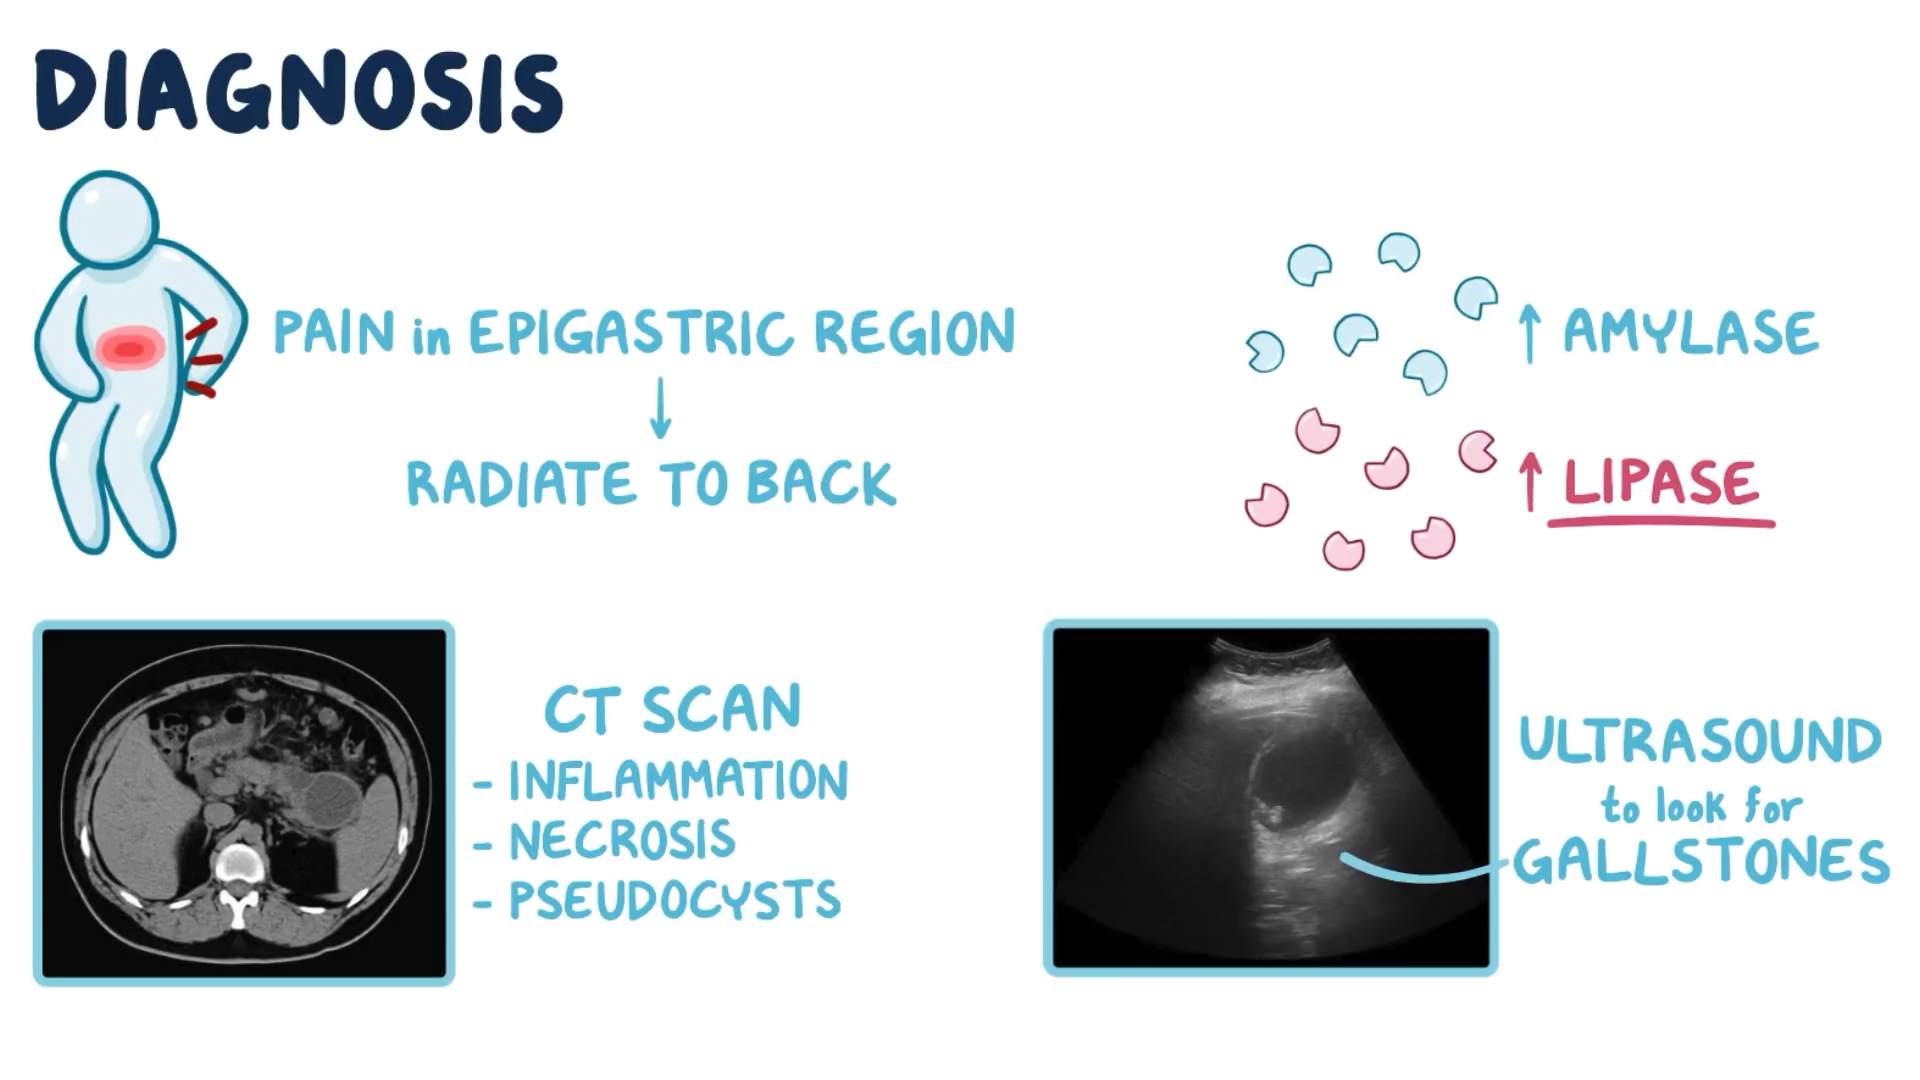 DIAGNOSIS
PAIN in EPIGASTRIC REGION
↓
RADIATE TO BACK
↑ AMYLASE
↑ LIPASE
CT SCAN
- INFLAMMATION
- NECROSIS
- PSEUDOCYSTS
ULTRASOUND
to look for
GALLSTONES